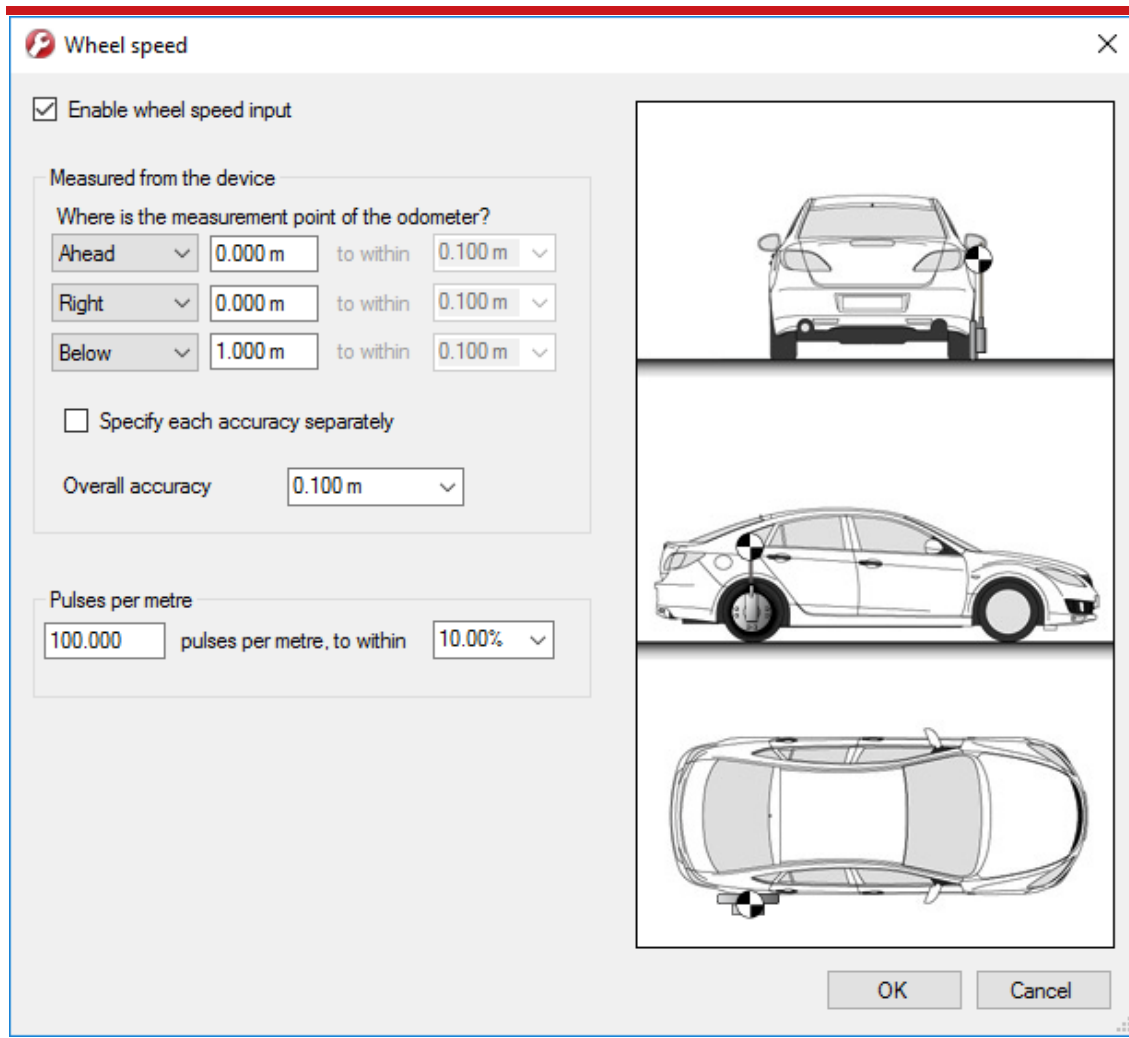 Wheel speed
Enable wheel speed input
Measured from the device
Where is the measurement point of the odometer?
Ahead 0.000 m to within 0.100 m
Right 0.000 m to within 0.100 m
Below 1.000 m to within 0.100 m
Specify each accuracy separately
Overall accuracy 0.100 m
Pulses per metre
100.000 pulses per metre, to within 10.00%
OK Cancel